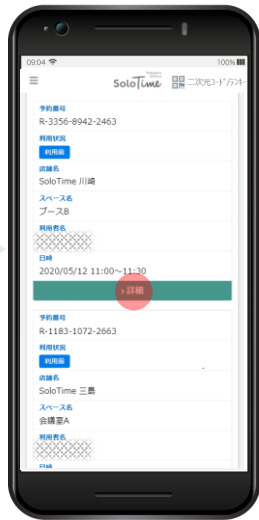 09:04
100%
SoloTime
二次元コード/ﾃﾝｷｰ
予約番号
R-3356-8942-2463
利用状況
利用前
店舗名
SoloTime 川崎
スペース名
ブースB
利用者名
日時
2020/05/12 11:00～11:30
› 詳細
予約番号
R-1183-1072-2663
利用状況
利用前
店舗名
SoloTime 三島
スペース名
会議室A
利用者名
日時